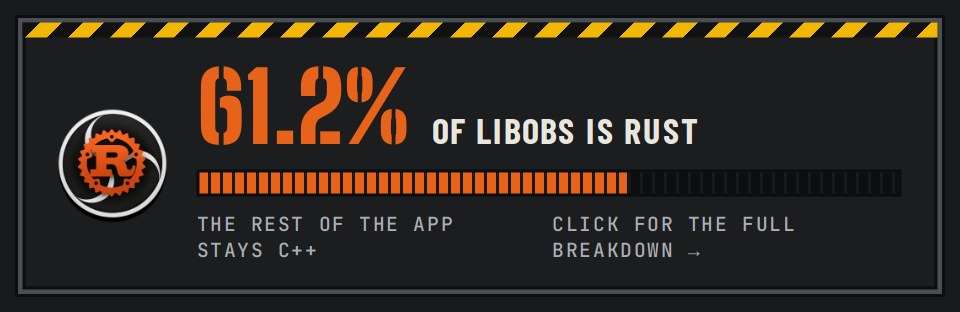 61.2% OF LIBOBS IS RUST
R
THE REST OF THE APP
STAYS C++
CLICK FOR THE FULL
BREAKDOWN →